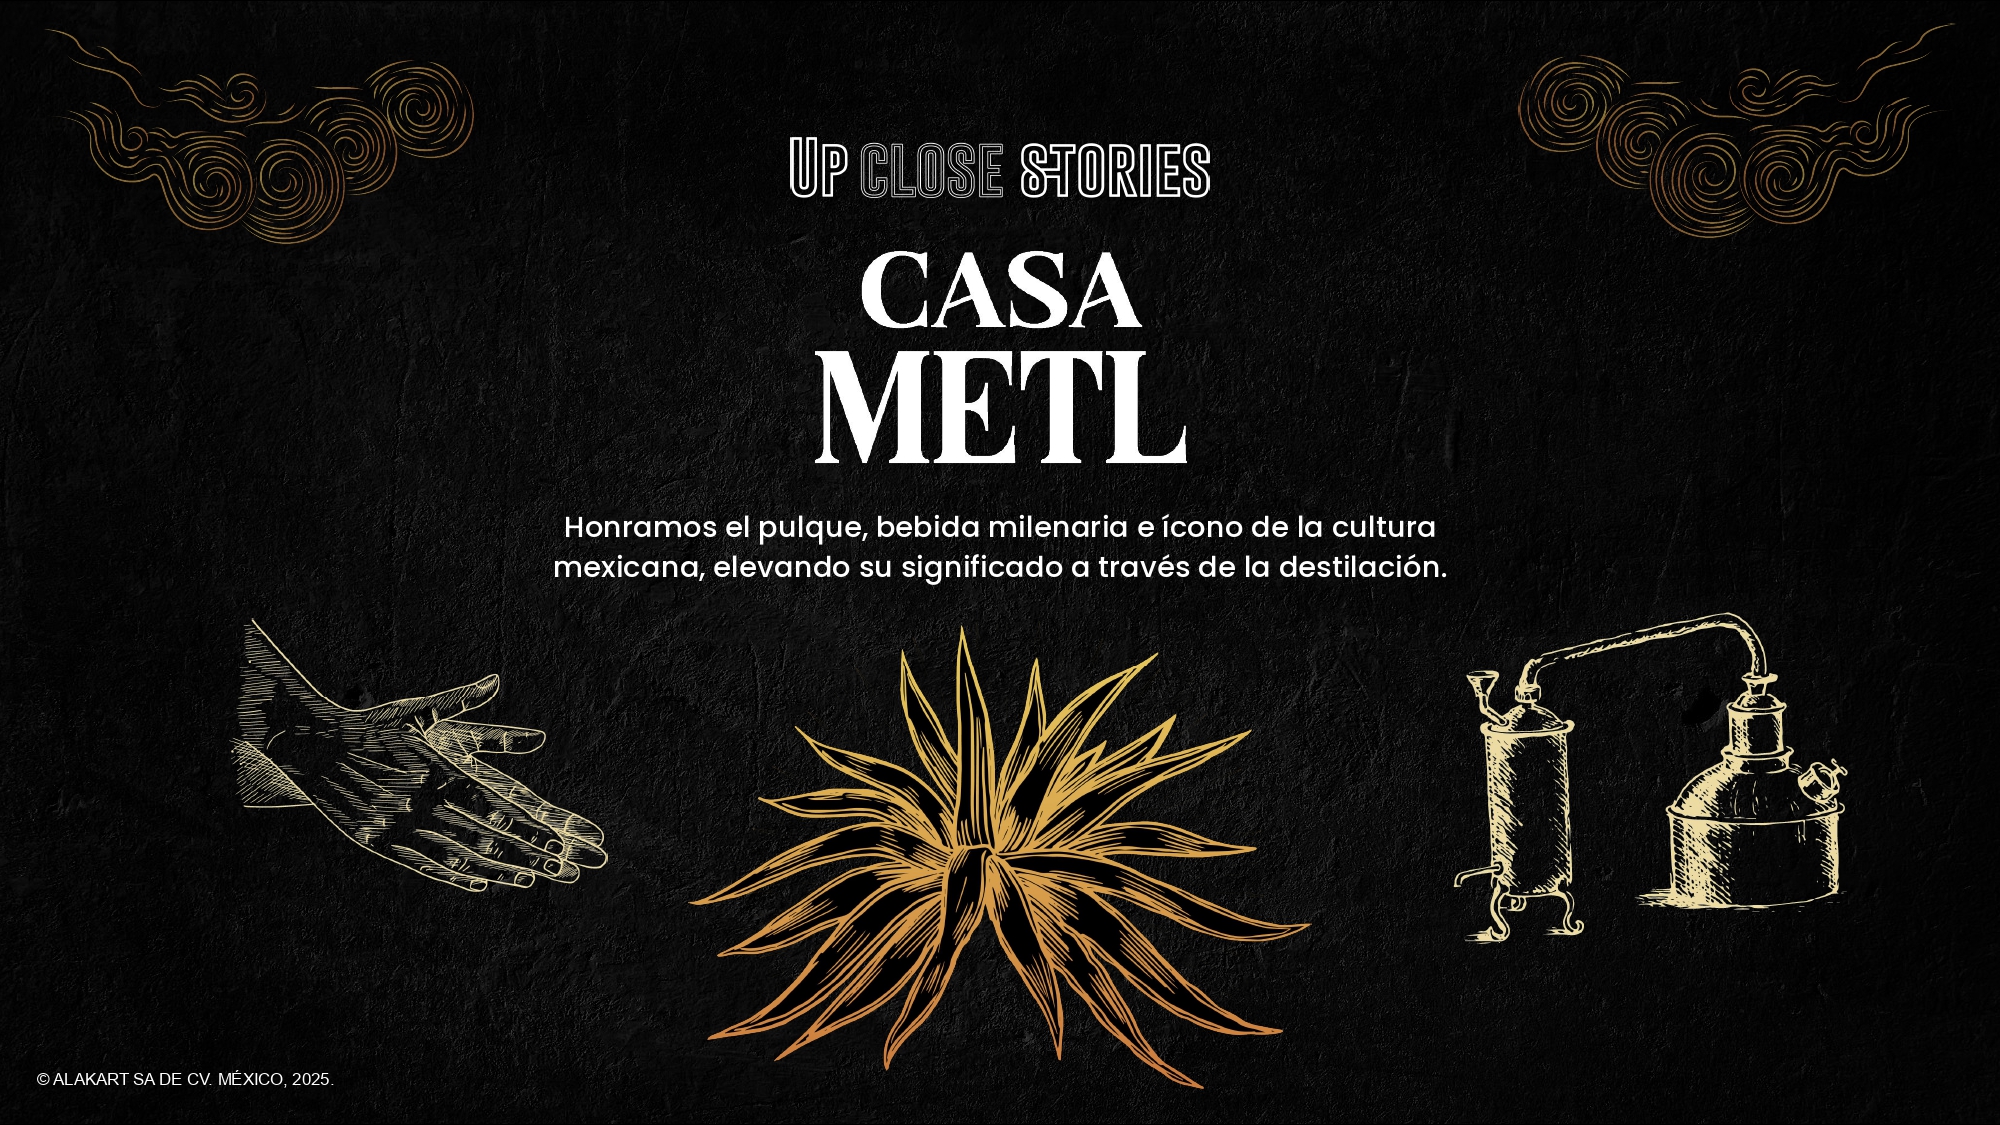 UP CLOSE STORIES
CASA
METL
Honramos el pulque, bebida milenaria e ícono de la cultura
mexicana, elevando su significado a través de la destilación.
© ALAKART SA DE CV. MÉXICO, 2025.